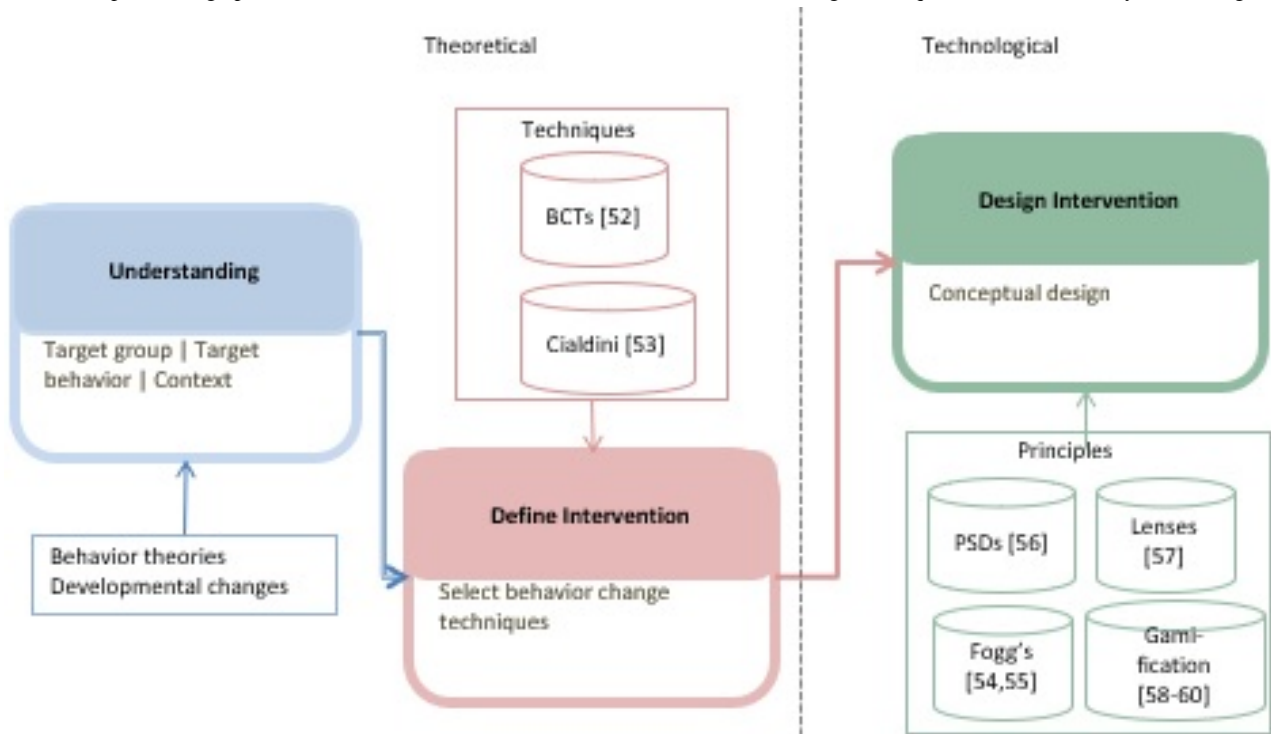 Theoretical
Technological
Techniques
BCTs [52]
Cialdini [53]
Understanding
Target group | Target
behavior | Context
Behavior theories
Developmental changes
Define Intervention
Select behavior change
techniques
Design Intervention
Conceptual design
Principles
PSDs [56]
Lenses
[57]
Fogg's
[54,55]
Gami-
fication
[58-60]